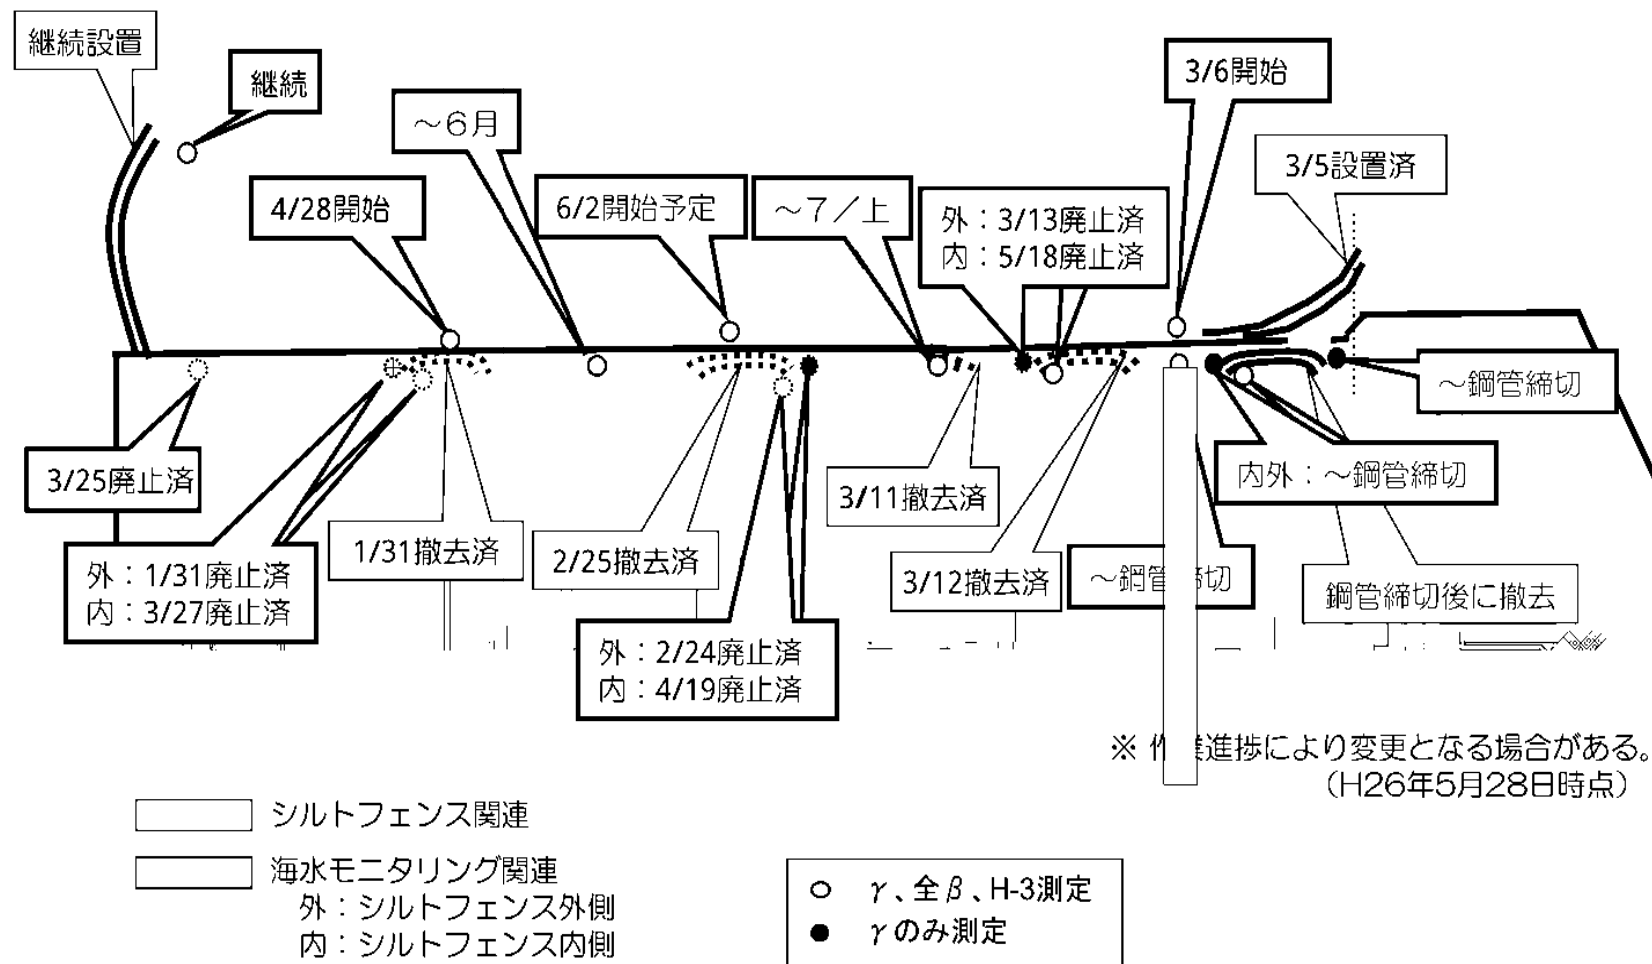 継続設置
継続
～６月
3/6開始
3/5設置済
4/28開始
6/2開始予定
～７／上
外：3/13廃止済
内：5/18廃止済
～鋼管締切
3/25廃止済
内外：～鋼管締切
3/11撤去済
1/31撤去済
2/25撤去済
3/12撤去済
～鋼管締切
鋼管締切後に撤去
外：1/31廃止済
内：3/27廃止済
外：2/24廃止済
内：4/19廃止済
※ 作業進捗により変更となる場合がある。
（H26年5月28日時点）
シルトフェンス関連
海水モニタリング関連
外：シルトフェンス外側
内：シルトフェンス内側
○ γ、全β、H-3測定
● γのみ測定